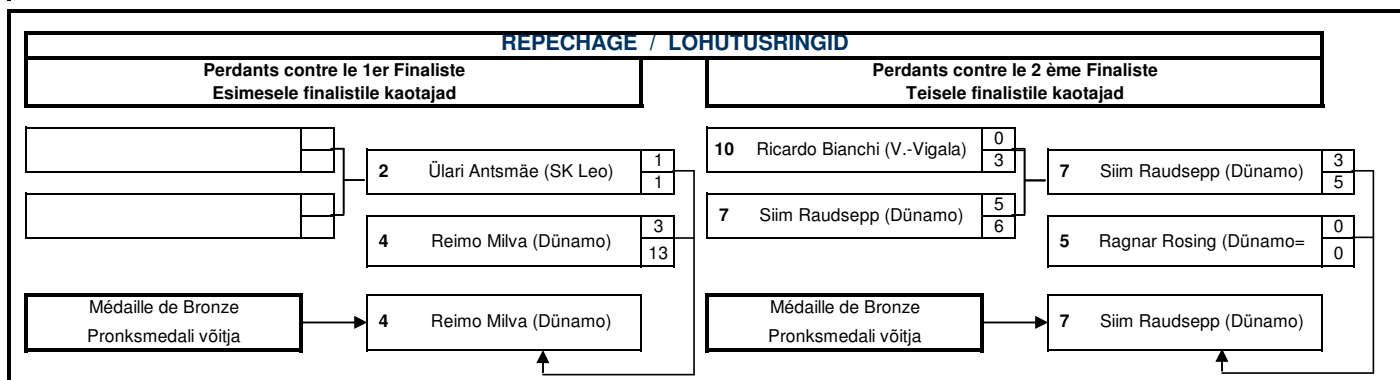 REPECHAGE / LOHUTUSRINGID
Perdants contre le 1er Finaliste
Esimesele finalistile kaotajad
Perdants contre le 2 ème Finaliste
Teisele finalistile kaotajad
2 Ülari Antsmäe (SK Leo) 1
1
4 Reimo Milva (Dünamo) 3
13
Médaille de Bronze
Pronksmedali võitja
4 Reimo Milva (Dünamo)
10 Ricardo Bianchi (V.-Vigala) 0
3
7 Siim Raudsepp (Dünamo) 5
6
7 Siim Raudsepp (Dünamo) 3
5
5 Ragnar Rosing (Dünamo= 0
0
Médaille de Bronze
Pronksmedali võitja
7 Siim Raudsepp (Dünamo)